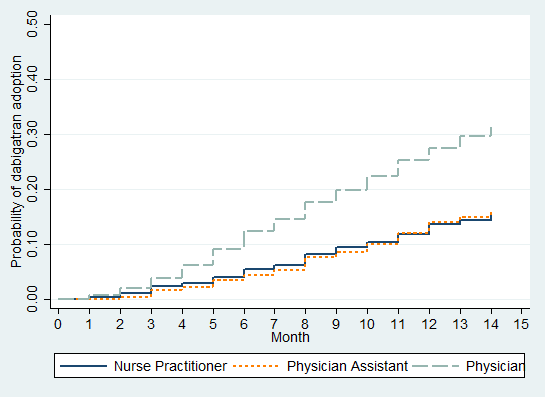 Probability of dabigatran adoption
0.50
0.40
0.30
0.20
0.10
0.00
0 1 2 3 4 5 6 7 8 9 10 11 12 13 14 15
Month
Nurse Practitioner Physician Assistant Physician